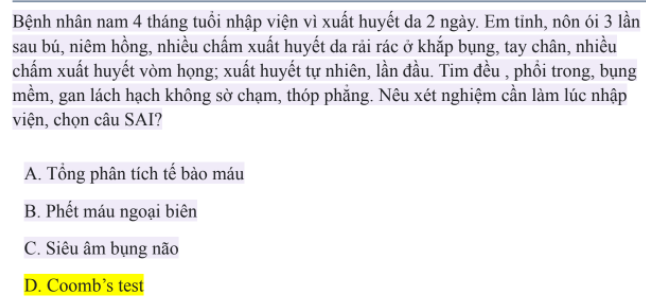 Bệnh nhân nam 4 tháng tuổi nhập viện vì xuất huyết da 2 ngày. Em tỉnh, nôn ói 3 lần
sau bú, niêm hồng, nhiều chấm xuất huyết da rải rác ở khắp bụng, tay chân, nhiều
chấm xuất huyết vòm họng; xuất huyết tự nhiên, lần đầu. Tim đều , phổi trong, bụng
mềm, gan lách hạch không sờ chạm, thóp phẳng. Nêu xét nghiệm cần làm lúc nhập
viện, chọn câu SAI?
A. Tổng phân tích tế bào máu
B. Phết máu ngoại biên
C. Siêu âm bụng não
D. Coomb's test